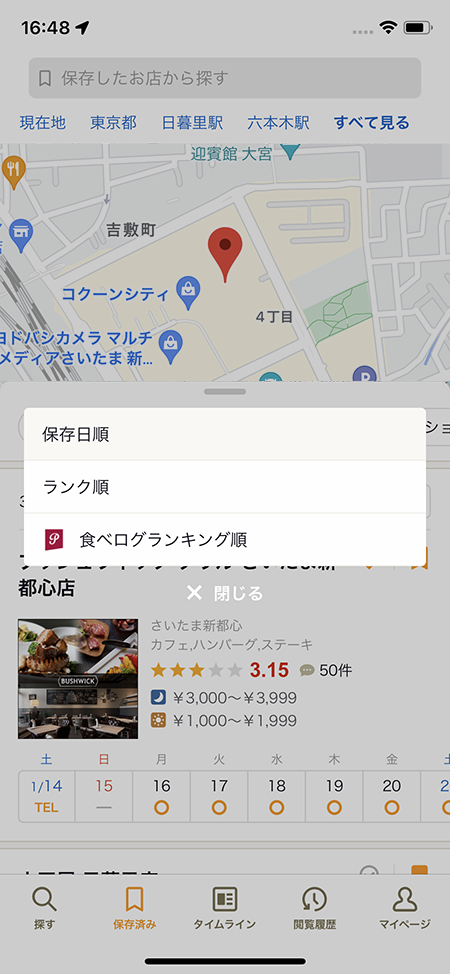 16:48
保存したお店から探す
現在地 東京都 日暮里駅 六本木駅 すべて見る
迎賓館 大宮
吉敷町
コクーンシティ
4丁目
ヨドバシカメラ マルチ
メディアさいたま 新...
P
保存日順
ランク順
P 食べログランキング順
都心店
× 閉じる
さいたま新都心
カフェ,ハンバーグ,ステーキ
3.15 50件
BUSHWICK
¥3,000〜¥3,999
¥1,000〜¥1,999
土 日 月 火 水 木 金 土
1/14 15 16 17 18 19 20
TEL —
探す 保存済み タイムライン 閲覧履歴 マイページ